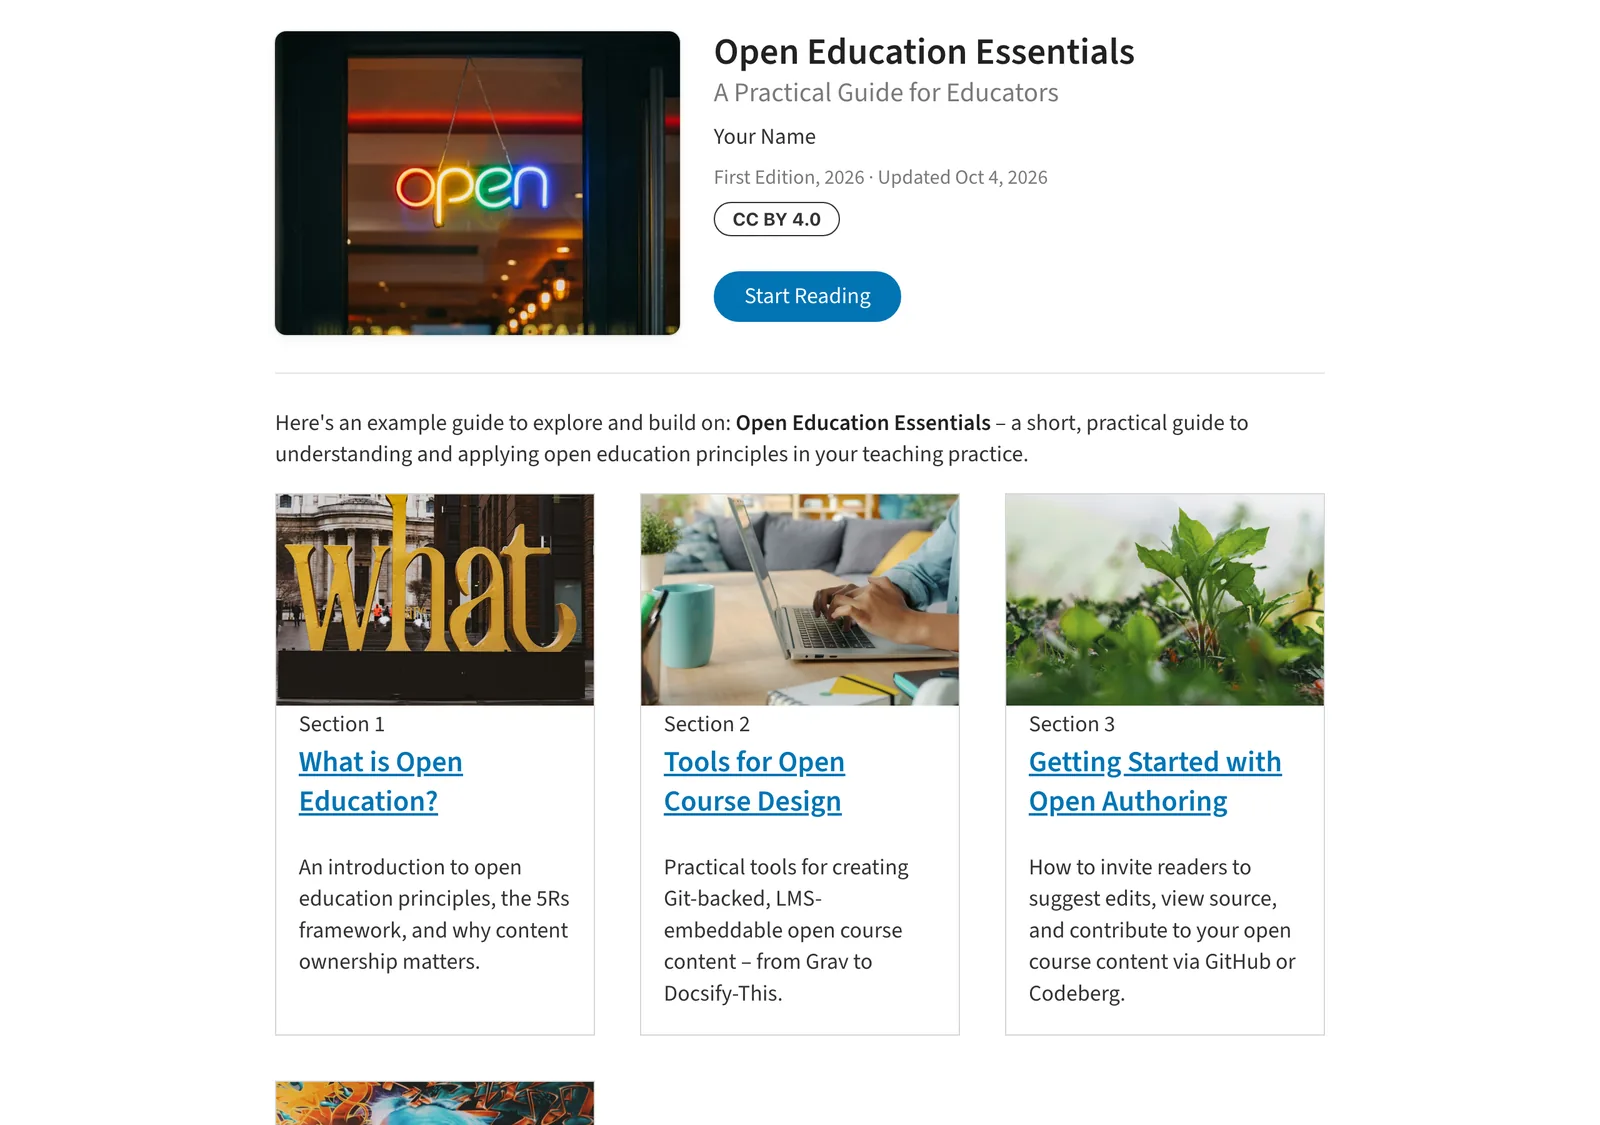 open
Open Education Essentials
A Practical Guide for Educators
Your Name
First Edition, 2026 · Updated Oct 4, 2026
CC BY 4.0
Start Reading
Here's an example guide to explore and build on: Open Education Essentials – a short, practical guide to
understanding and applying open education principles in your teaching practice.
what
Section 1
What is Open
Education?
An introduction to open
education principles, the 5Rs
framework, and why content
ownership matters.
Section 2
Tools for Open
Course Design
Practical tools for creating
Git-backed, LMS-
embeddable open course
content – from Grav to
Docsify-This.
Section 3
Getting Started with
Open Authoring
How to invite readers to
suggest edits, view source,
and contribute to your open
course content via GitHub or
Codeberg.